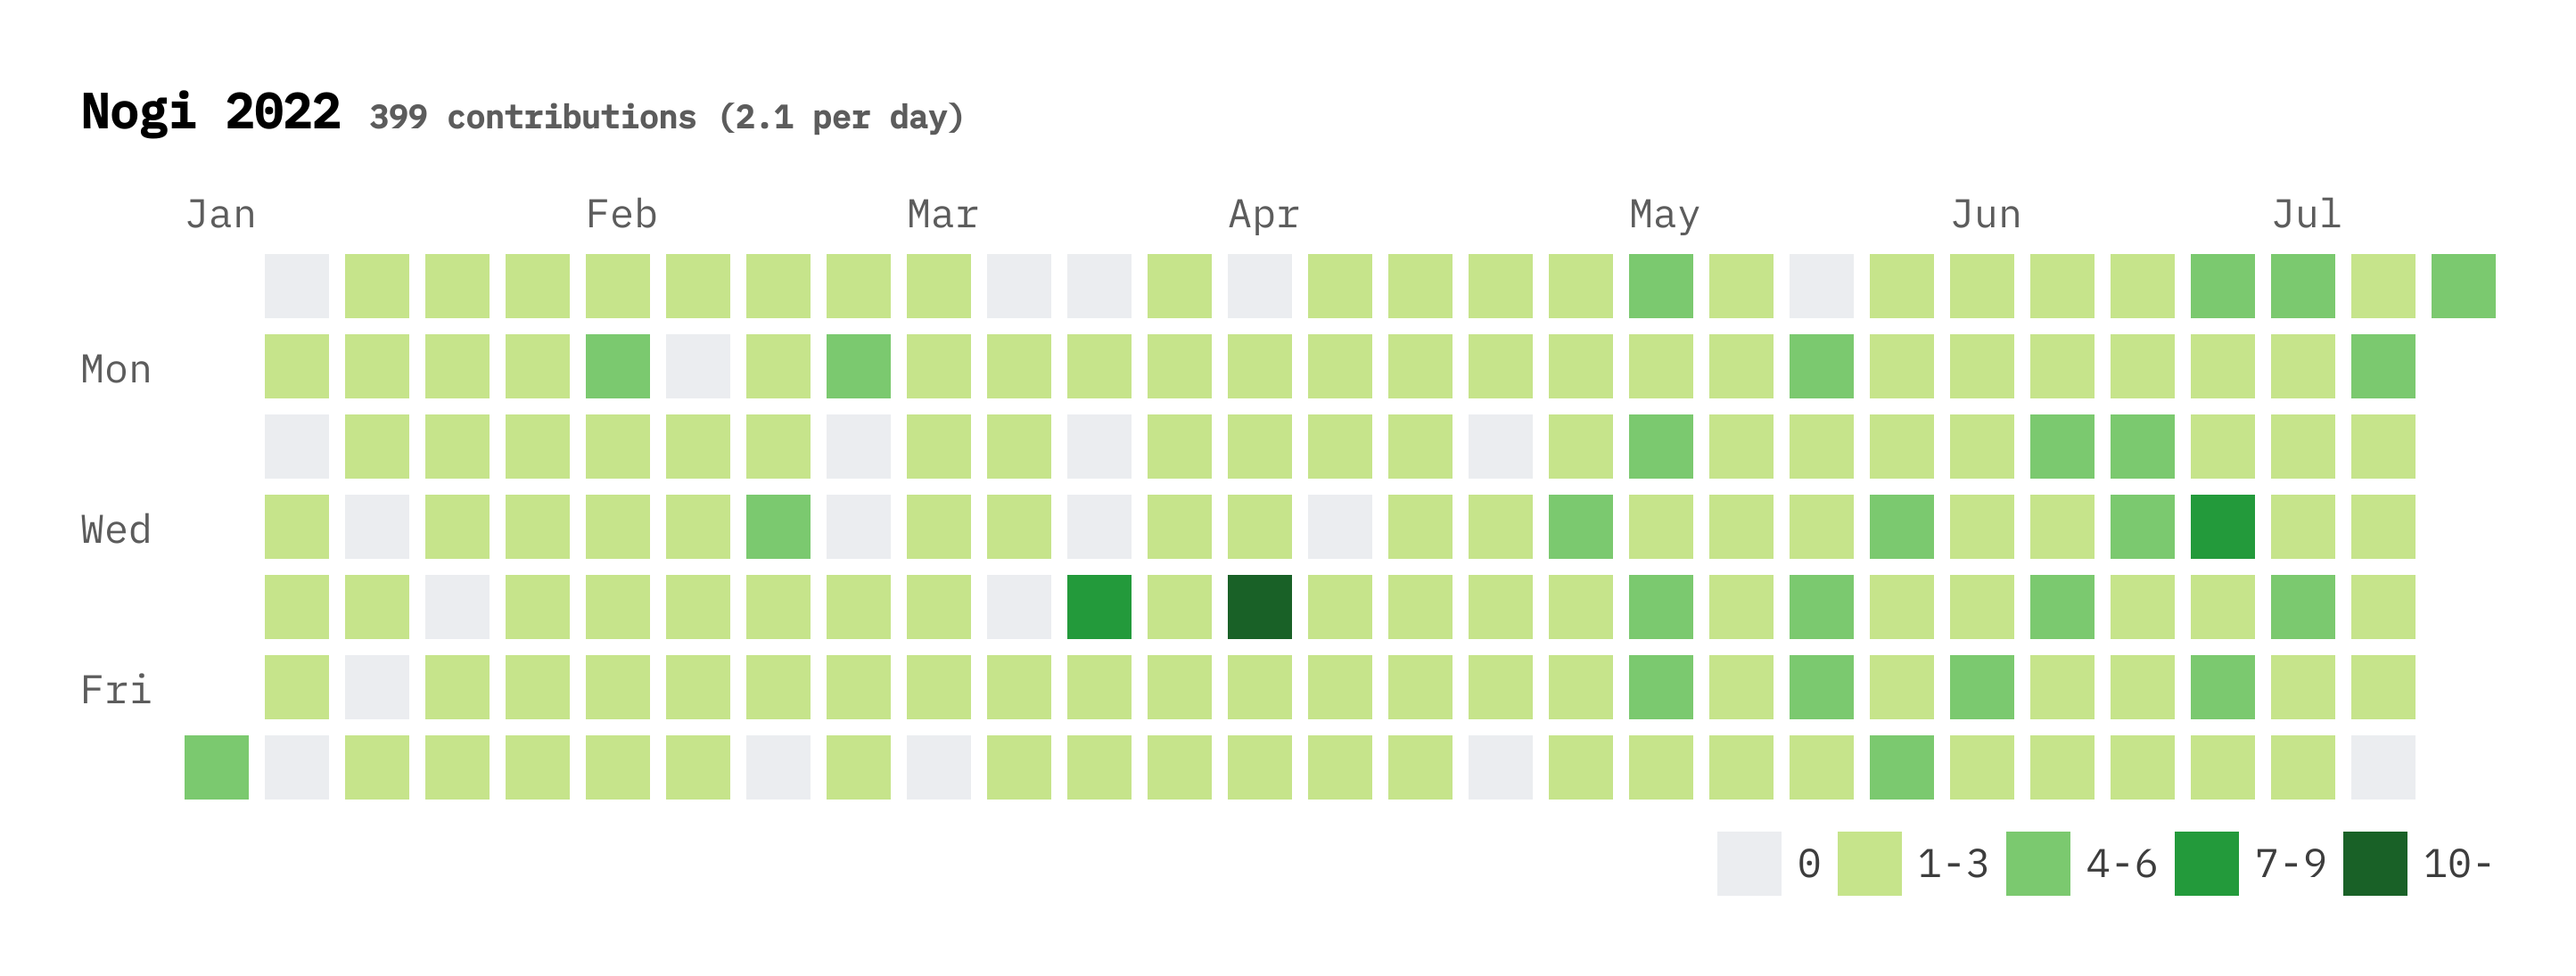 Nogi 2022 399 contributions (2.1 per day)
Jan Feb Mar Apr May Jun Jul
Mon
Wed
Fri
0 1-3 4-6 7-9 10-